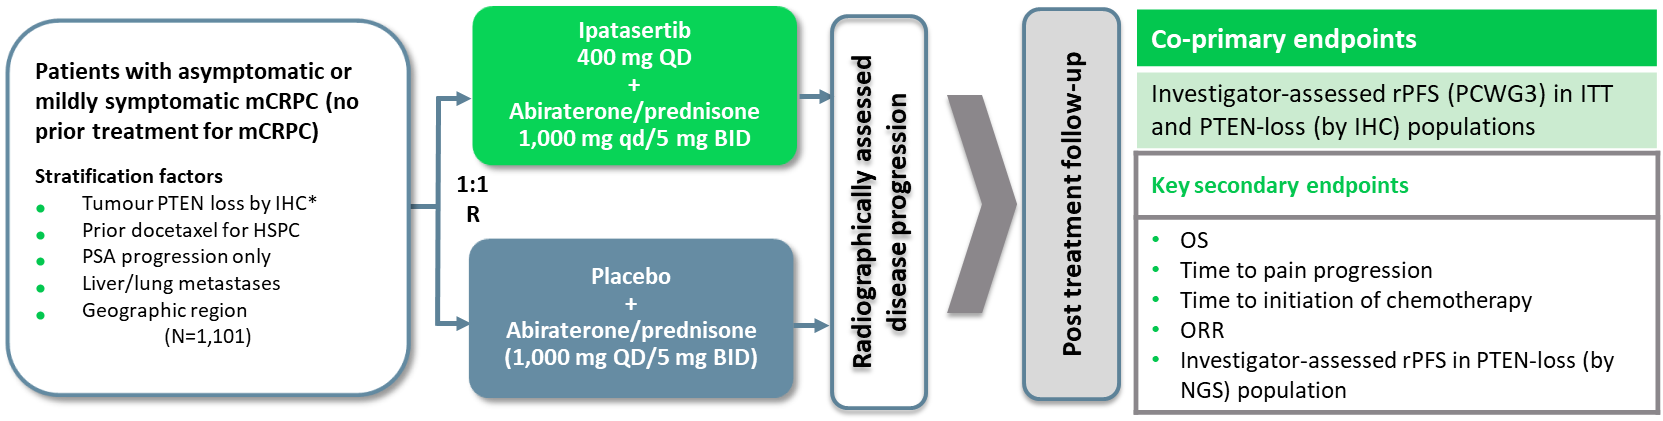 Patients with asymptomatic or
mildly symptomatic mCRPC (no
prior treatment for mCRPC)
Stratification factors
• Tumour PTEN loss by IHC*
• Prior docetaxel for HSPC
• PSA progression only
• Liver/lung metastases
• Geographic region
(N=1,101)
1:1
R
Ipatasertib
400 mg QD
+
Abiraterone/prednisone
1,000 mg qd/5 mg BID
Placebo
+
Abiraterone/prednisone
(1,000 mg QD/5 mg BID)
Radiographically assessed
disease progression
Post treatment follow-up
Co-primary endpoints
Investigator-assessed rPFS (PCWG3) in ITT
and PTEN-loss (by IHC) populations
Key secondary endpoints
• OS
• Time to pain progression
• Time to initiation of chemotherapy
• ORR
• Investigator-assessed rPFS in PTEN-loss (by
NGS) population